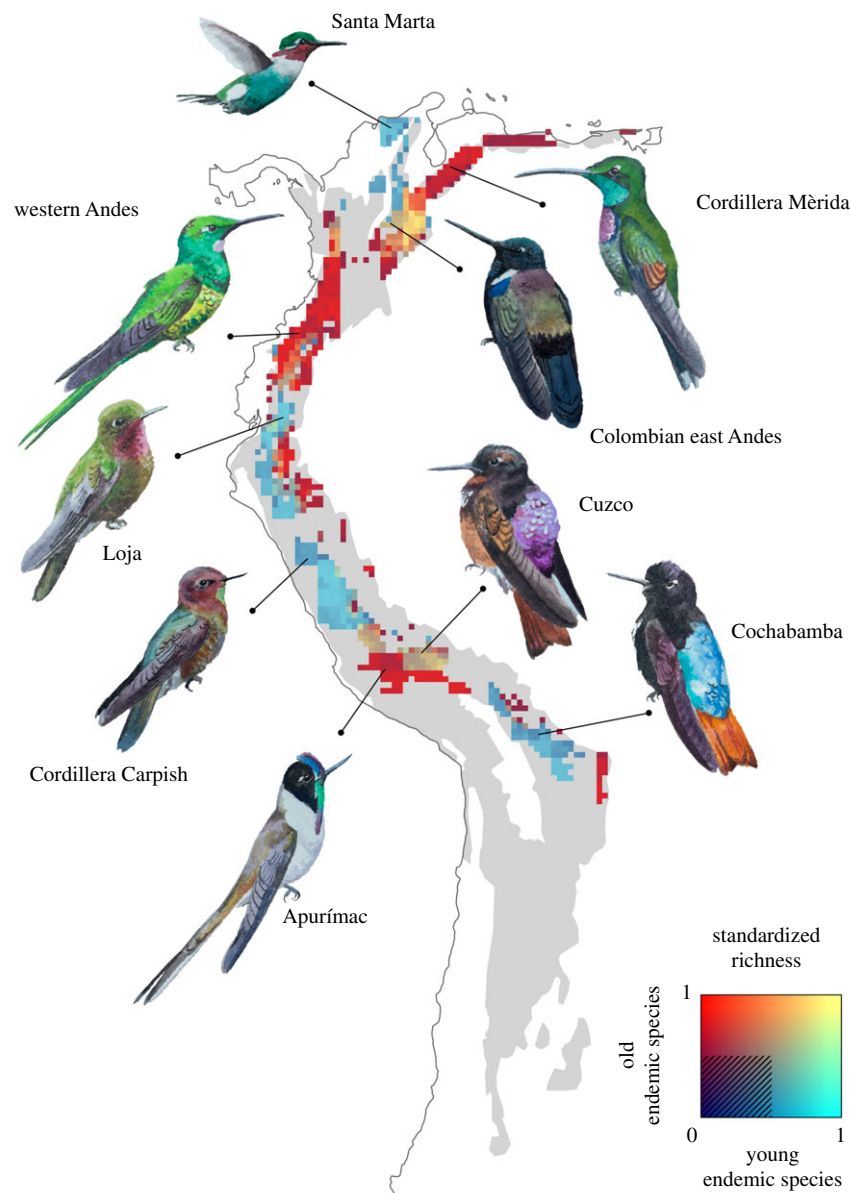 Santa Marta
western Andes
Cordillera Mèrida
Colombian east Andes
Cuzco
Loja
Cochabamba
Cordillera Carpish
Apurímac
standardized
richness
1
old
endemic species
0
1
young
endemic species